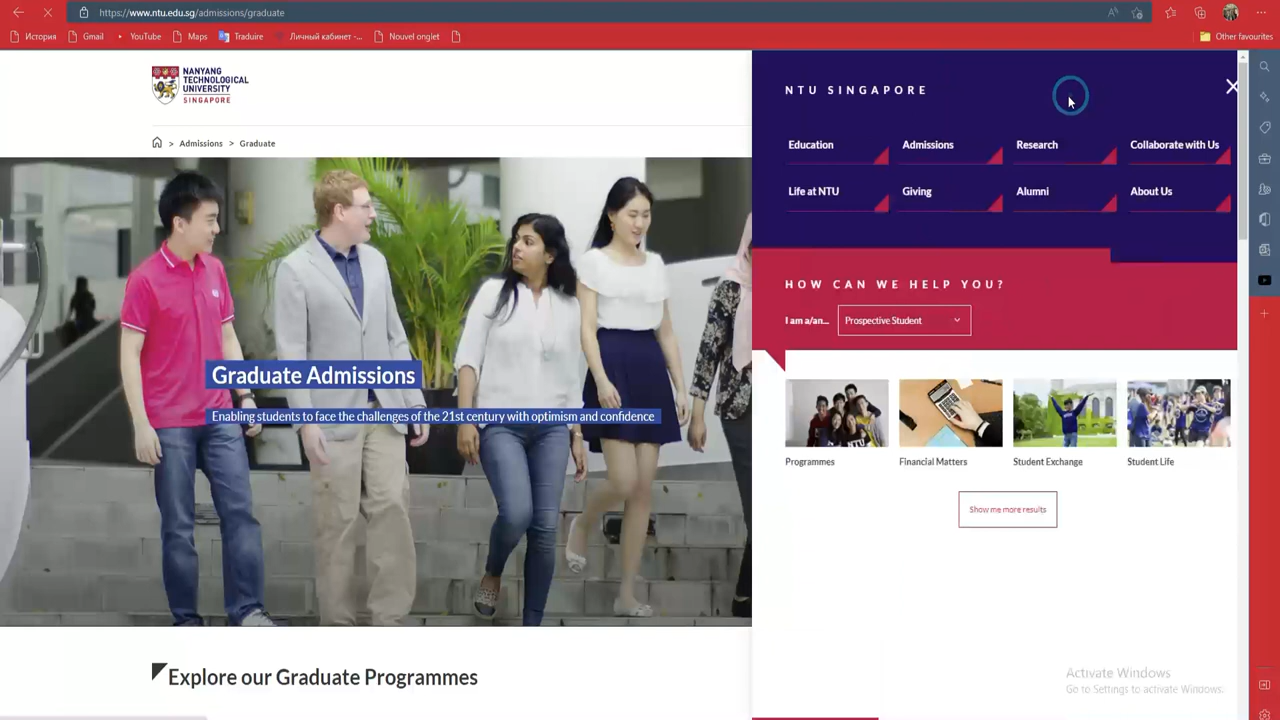 https://www.ntu.edu.sg/admissions/graduate
История Gmail YouTube Maps Traduire Личный кабинет -... Nouvel onglet Other favourites
NANYANG
TECHNOLOGICAL
UNIVERSITY
SINGAPORE
> Admissions > Graduate
Graduate Admissions
Enabling students to face the challenges of the 21st century with optimism and confidence
Explore our Graduate Programmes
NTU SINGAPORE
Education Admissions Research Collaborate with Us
Life at NTU Giving Alumni About Us
HOW CAN WE HELP YOU?
I am a/an... Prospective Student
Programmes Financial Matters Student Exchange Student Life
Show me more results
Activate Windows
Go to Settings to activate Windows.